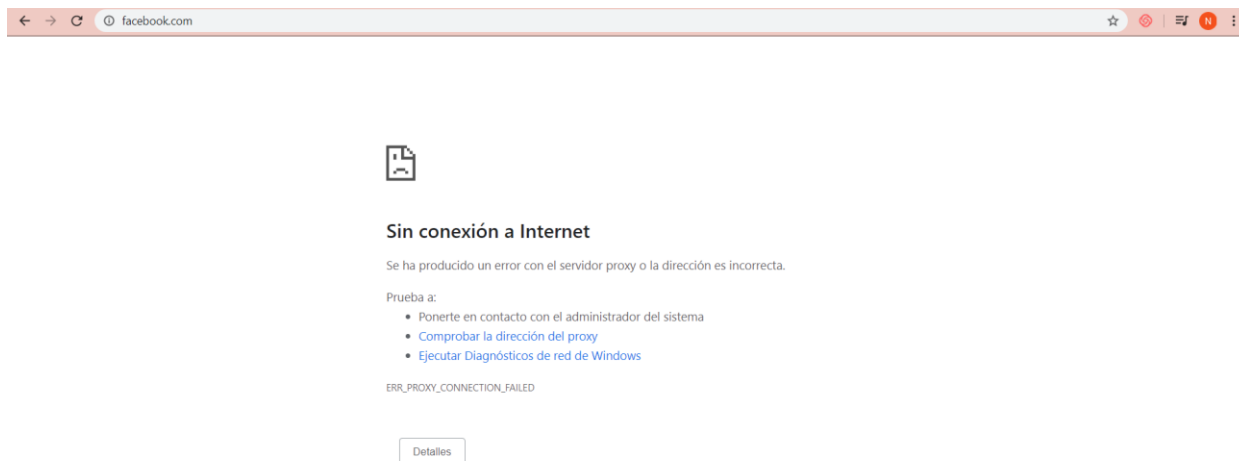 facebook.com
N
Sin conexión a Internet
Se ha producido un error con el servidor proxy o la dirección es incorrecta.
Prueba a:
• Ponerte en contacto con el administrador del sistema
• Comprobar la dirección del proxy
• Ejecutar Diagnósticos de red de Windows
ERR_PROXY_CONNECTION_FAILED
Detalles